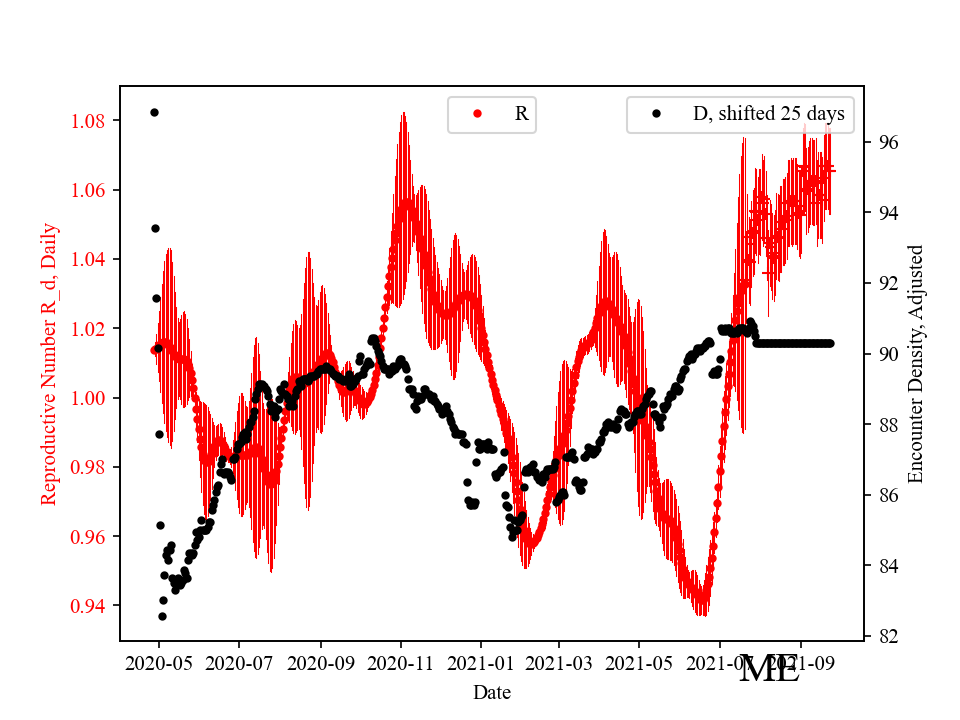 R
D, shifted 25 days
Reproductive Number R_d, Daily
1.08
1.06
1.04
1.02
1.00
0.98
0.96
0.94
96
94
92
90
88
86
84
82
Encounter Density, Adjusted
2020-05 2020-07 2020-09 2020-11 2021-01 2021-03 2021-05 2021-07 2021-09
ME
Date